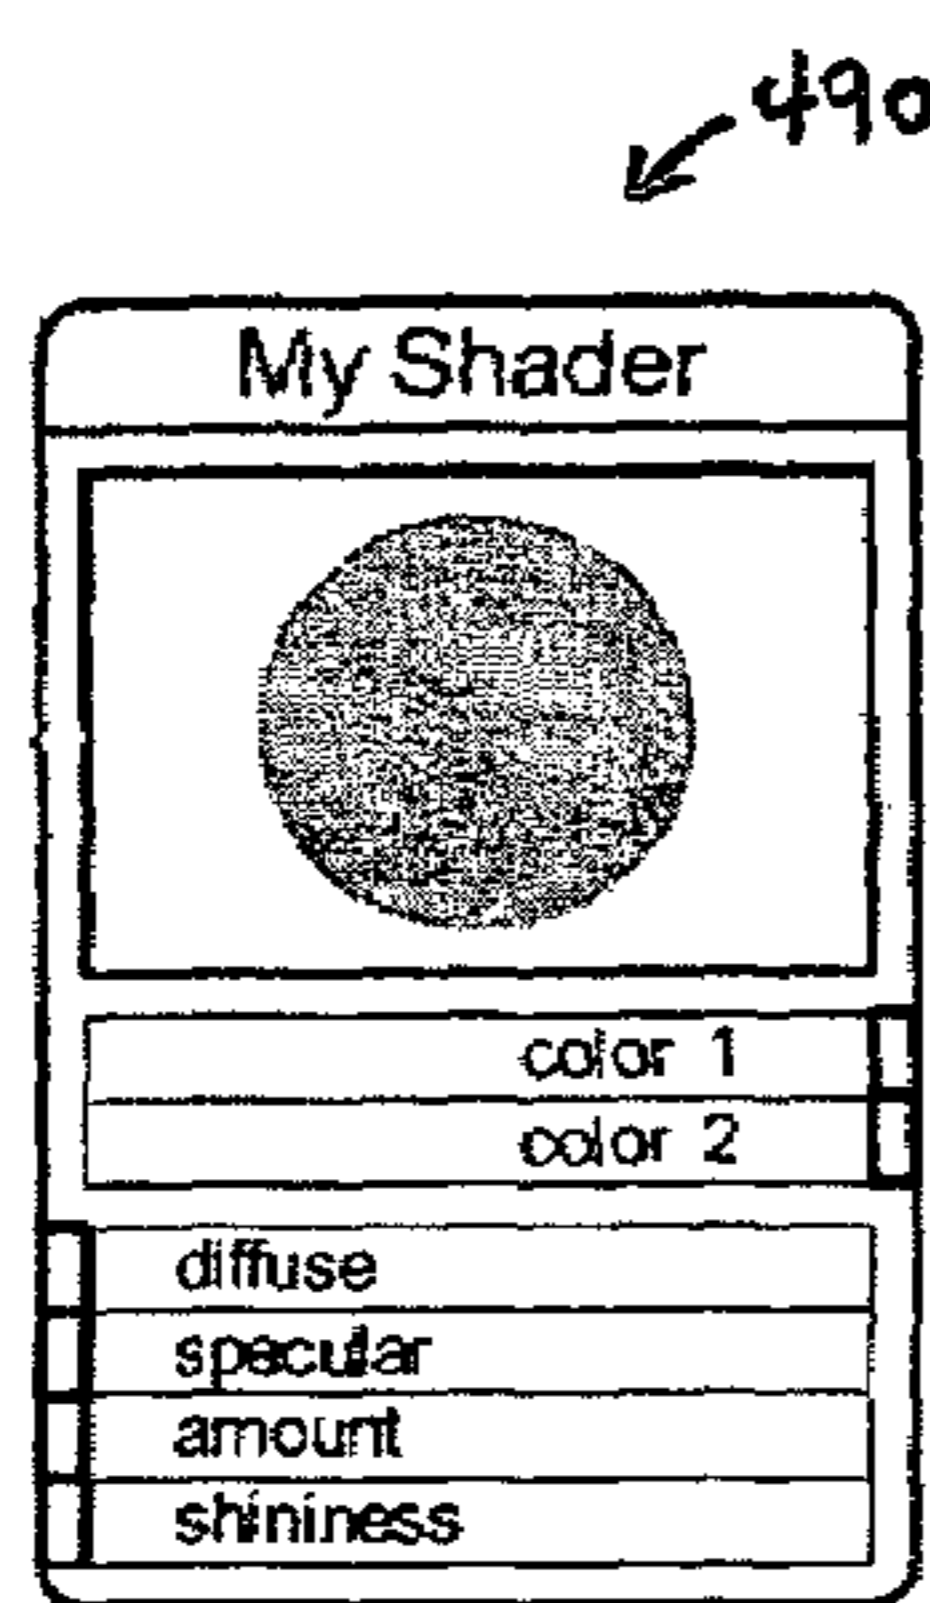 490
My Shader
color 1
color 2
diffuse
specular
amount
shininess